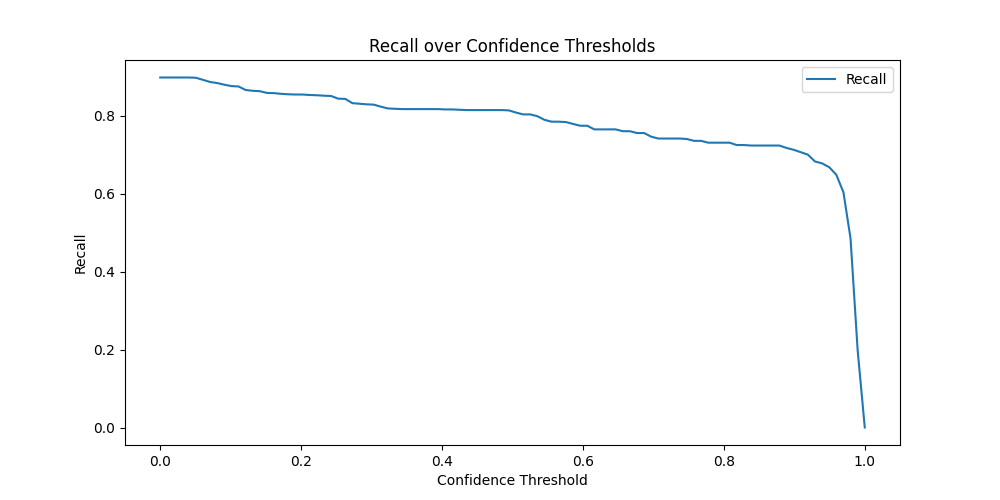 Recall over Confidence Thresholds
Recall
Recall
0.8
0.6
0.4
0.2
0.0
0.0 0.2 0.4 0.6 0.8 1.0
Confidence Threshold